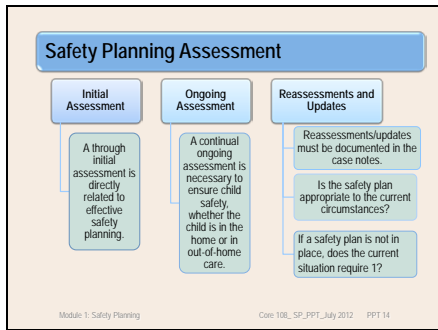 Safety Planning Assessment
Initial
Assessment
A through
initial
assessment is
directly
related to
effective
safety
planning.
Ongoing
Assessment
A continual
ongoing
assessment is
necessary to
ensure child
safety,
whether the
child is in the
home or in
out-of-home
care.
Reassessments and
Updates
Reassessments/updates
must be documented in the
case notes.
Is the safety plan
appropriate to the current
circumstances?
If a safety plan is not in
place, does the current
situation require 1?
Module 1: Safety Planning
Core 108_ SP_PPT_July 2012 PPT 14